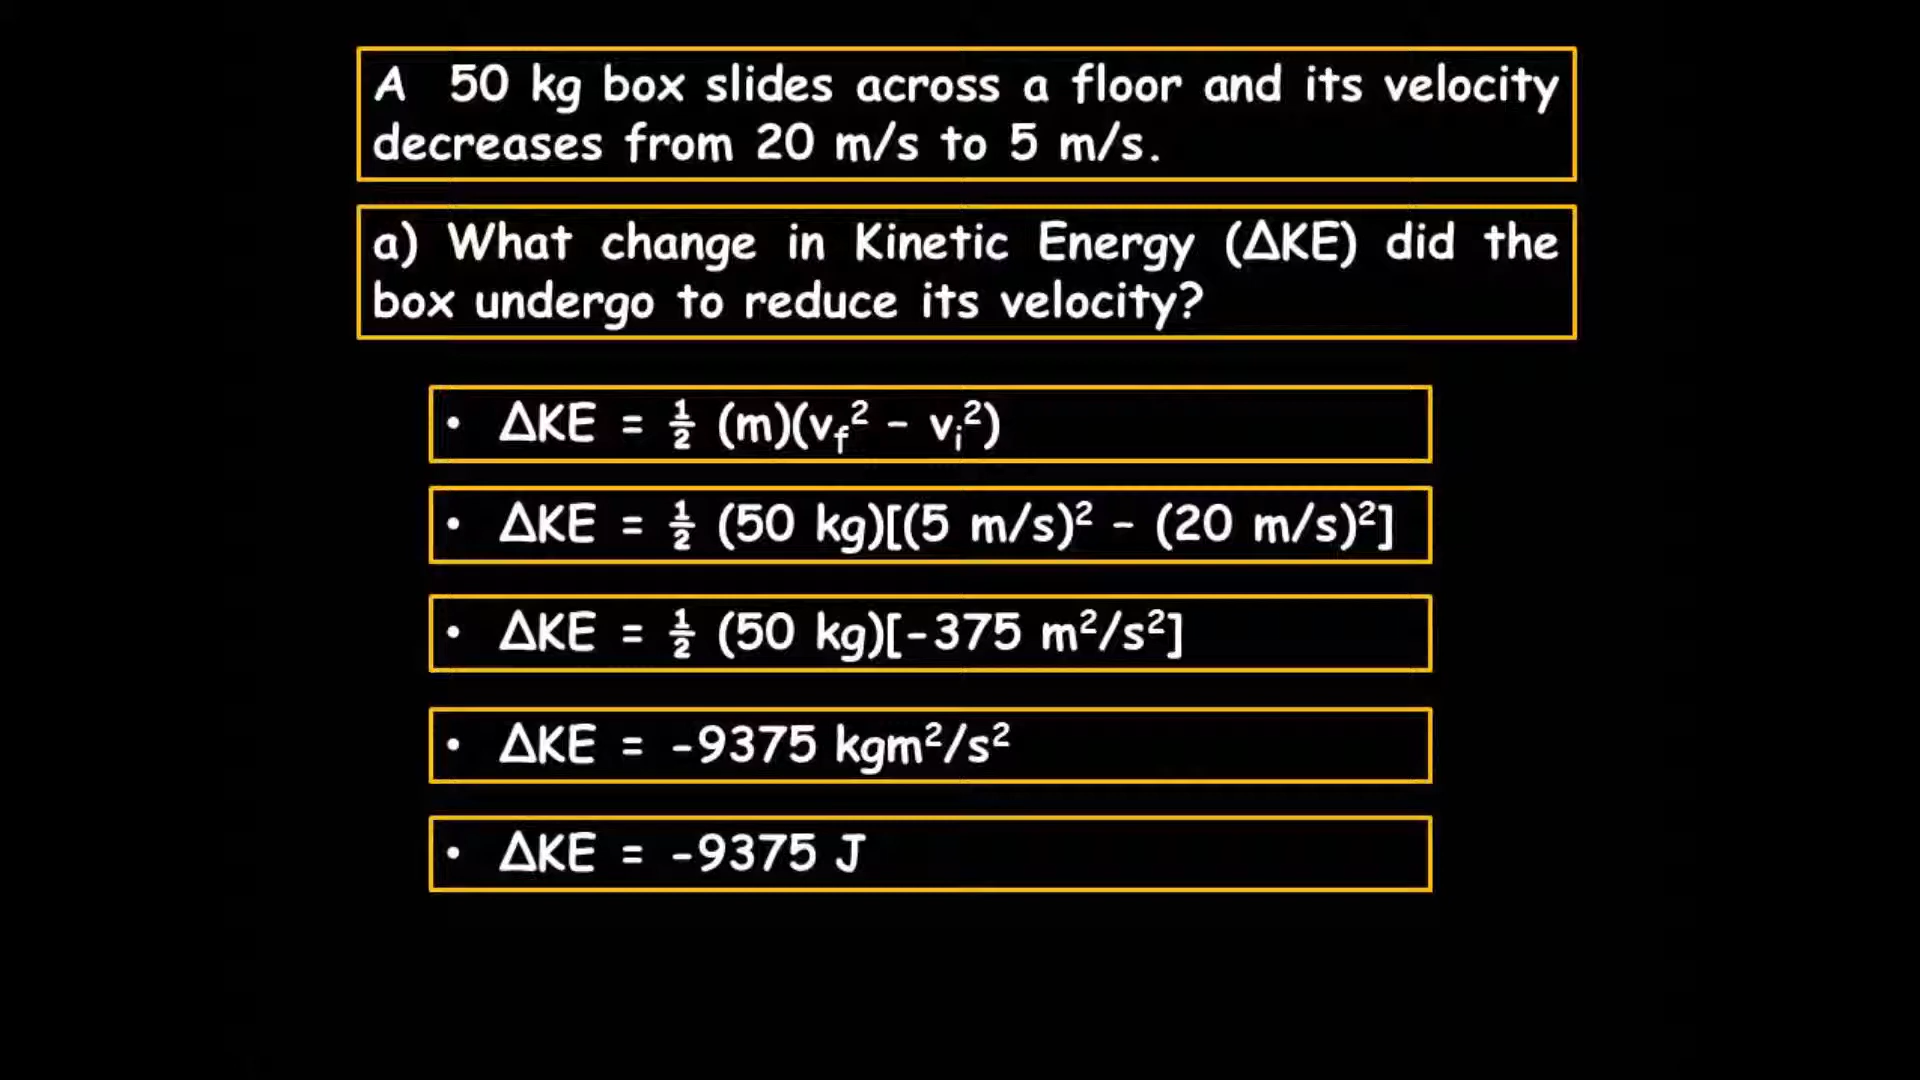 A 50 kg box slides across a floor and its velocity
decreases from 20 m/s to 5 m/s.
a) What change in Kinetic Energy (ΔKE) did the
box undergo to reduce its velocity?
• ΔKE = ½ (m)(v_f² - v_i²)
• ΔKE = ½ (50 kg)[(5 m/s)² - (20 m/s)²]
• ΔKE = ½ (50 kg)[-375 m²/s²]
• ΔKE = -9375 kgm²/s²
• ΔKE = -9375 J